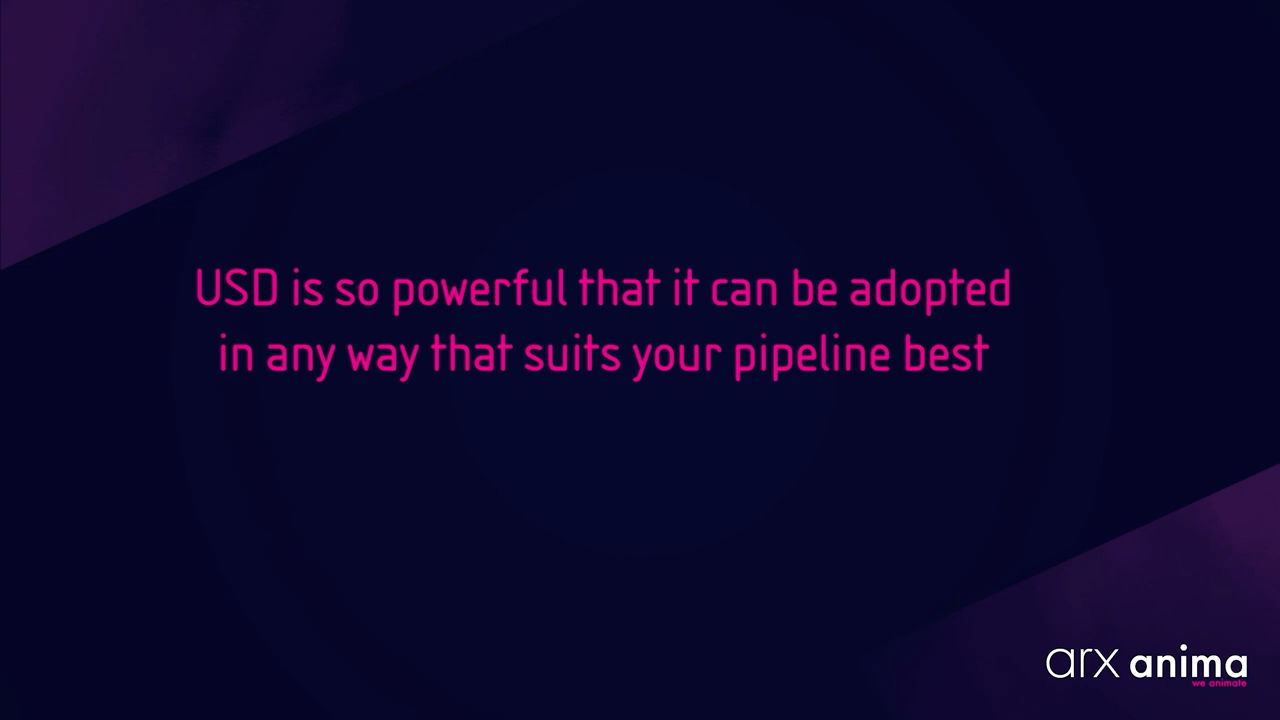 USD is so powerful that it can be adopted
in any way that suits your pipeline best
arx anima
we animate